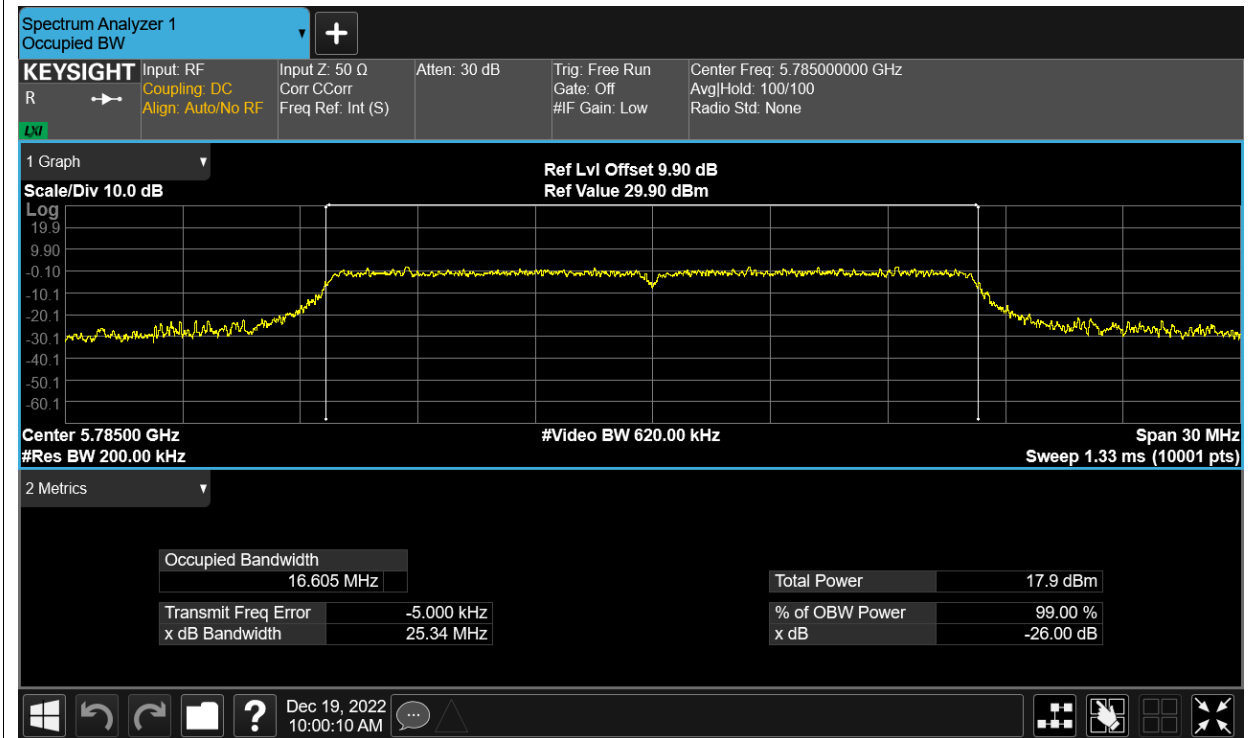 Spectrum Analyzer 1
Occupied BW
KEYSIGHT
R
LXI
Input: RF
Coupling: DC
Align: Auto/No RF
Input Z: 50 Ω
Corr CCorr
Freq Ref: Int (S)
Atten: 30 dB
Trig: Free Run
Gate: Off
#IF Gain: Low
Center Freq: 5.785000000 GHz
Avg|Hold: 100/100
Radio Std: None
1 Graph
Scale/Div 10.0 dB
Ref Lvl Offset 9.90 dB
Ref Value 29.90 dBm
Log
19.9
9.90
-0.10
-10.1
-20.1
-30.1
-40.1
-50.1
-60.1
Center 5.78500 GHz
#Video BW 620.00 kHz
Span 30 MHz
#Res BW 200.00 kHz
Sweep 1.33 ms (10001 pts)
2 Metrics
Occupied Bandwidth
16.605 MHz
Total Power 17.9 dBm
Transmit Freq Error -5.000 kHz
% of OBW Power 99.00 %
x dB Bandwidth 25.34 MHz
x dB -26.00 dB
?
Dec 19, 2022
10:00:10 AM